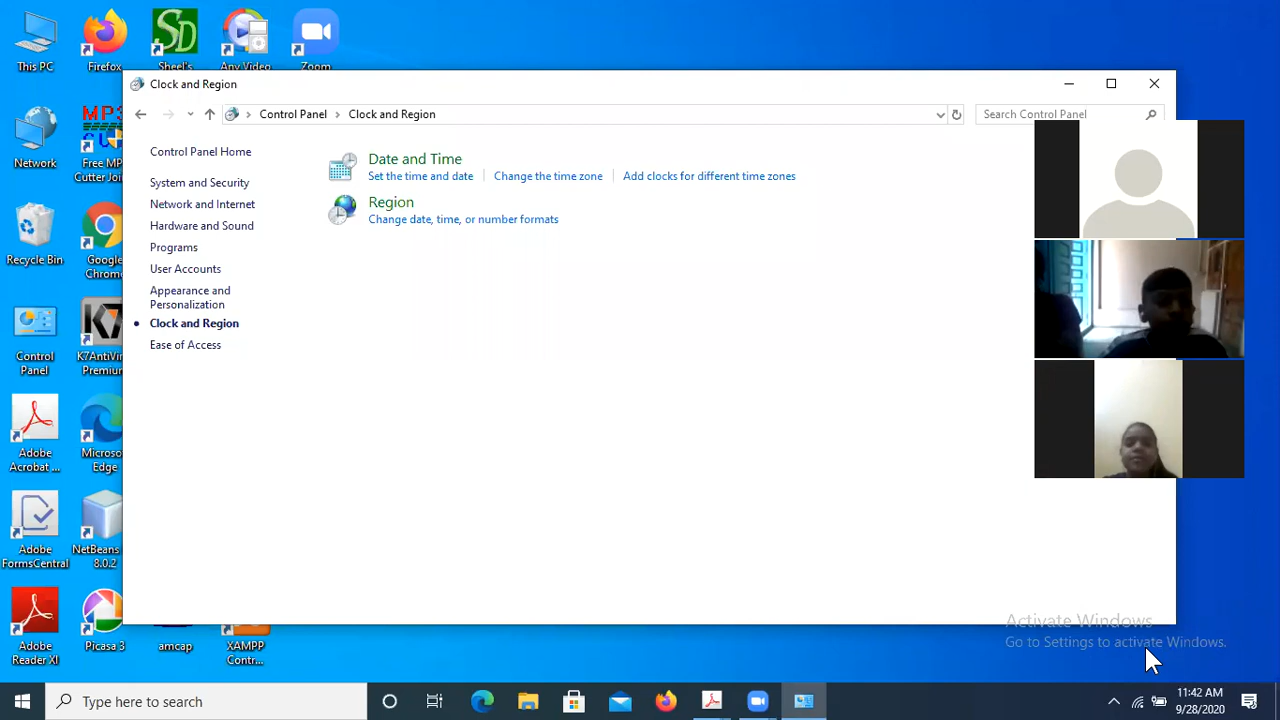 This PC
Firefox
Sheel's
Any Video
Zoom
Clock and Region
Control Panel
Clock and Region
Search Control Panel
Network
Free MP
Cutter Join
Control Panel Home
System and Security
Network and Internet
Hardware and Sound
Programs
User Accounts
Appearance and
Personalization
Clock and Region
Ease of Access
Date and Time
Set the time and date
Change the time zone
Add clocks for different time zones
Region
Change date, time, or number formats
Recycle Bin
Google
Chrom
Control
Panel
K7AntiVir
Premium
Adobe
Acrobat ...
Microso
Edge
Adobe
FormsCentral
NetBeans
8.0.2
Adobe
Reader XI
Picasa 3
amcap
XAMPP
Contr...
Activate Windows
Go to Settings to activate Windows.
Type here to search
11:42 AM
9/28/2020